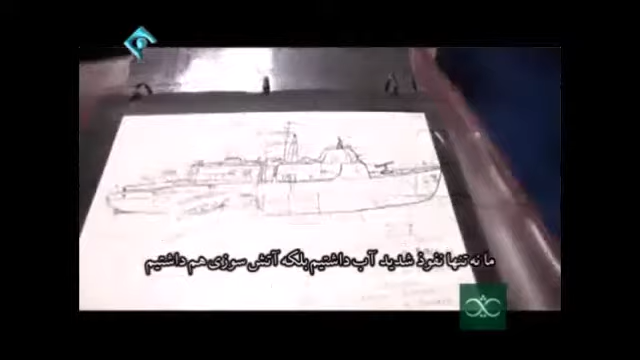 ما نه تنها نفوذ شدید آب داشتیم بلکه آتش سوزی هم داشتیم